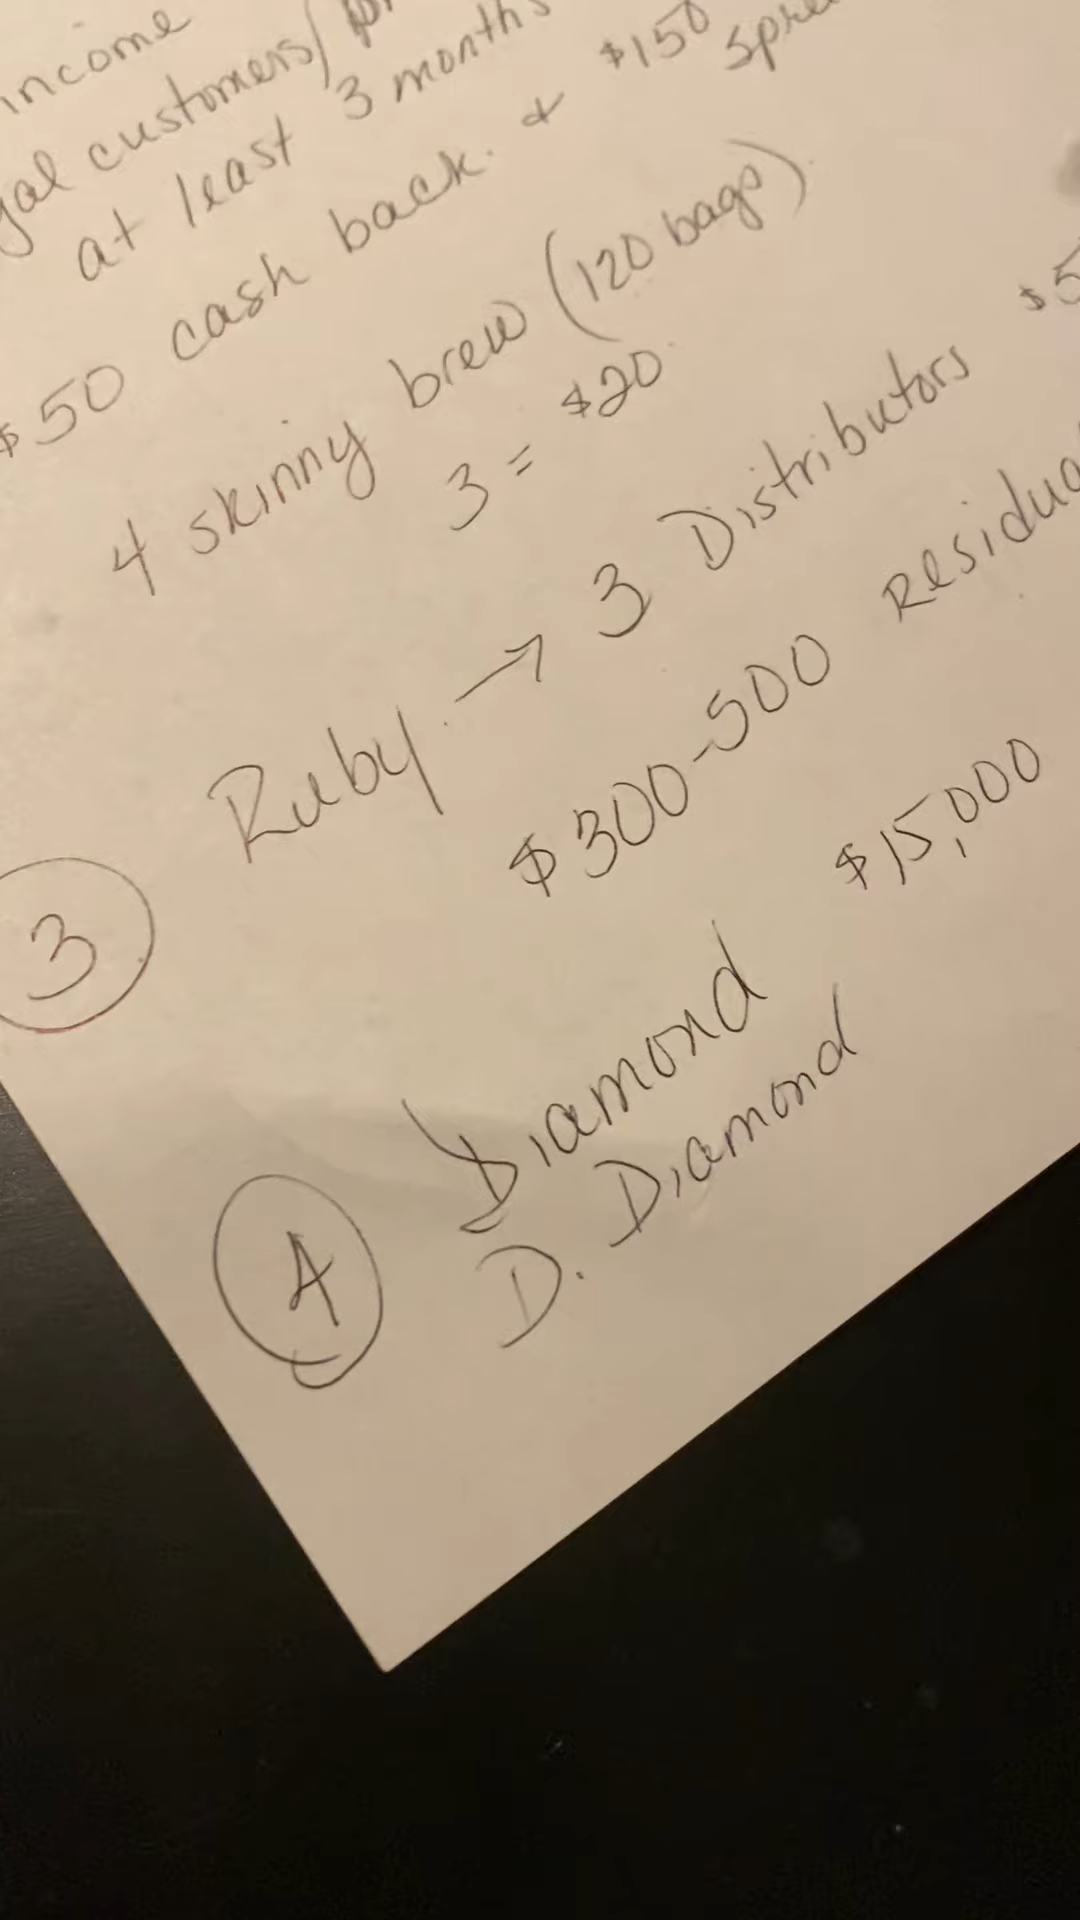 income
customers/
at least 3 months
$50 cash back. & $150
4 skinny brew (120 bags)
3 = $20
3 Ruby → 3 Distributors
$300-500
4 Diamond $15,000
D. Diamond